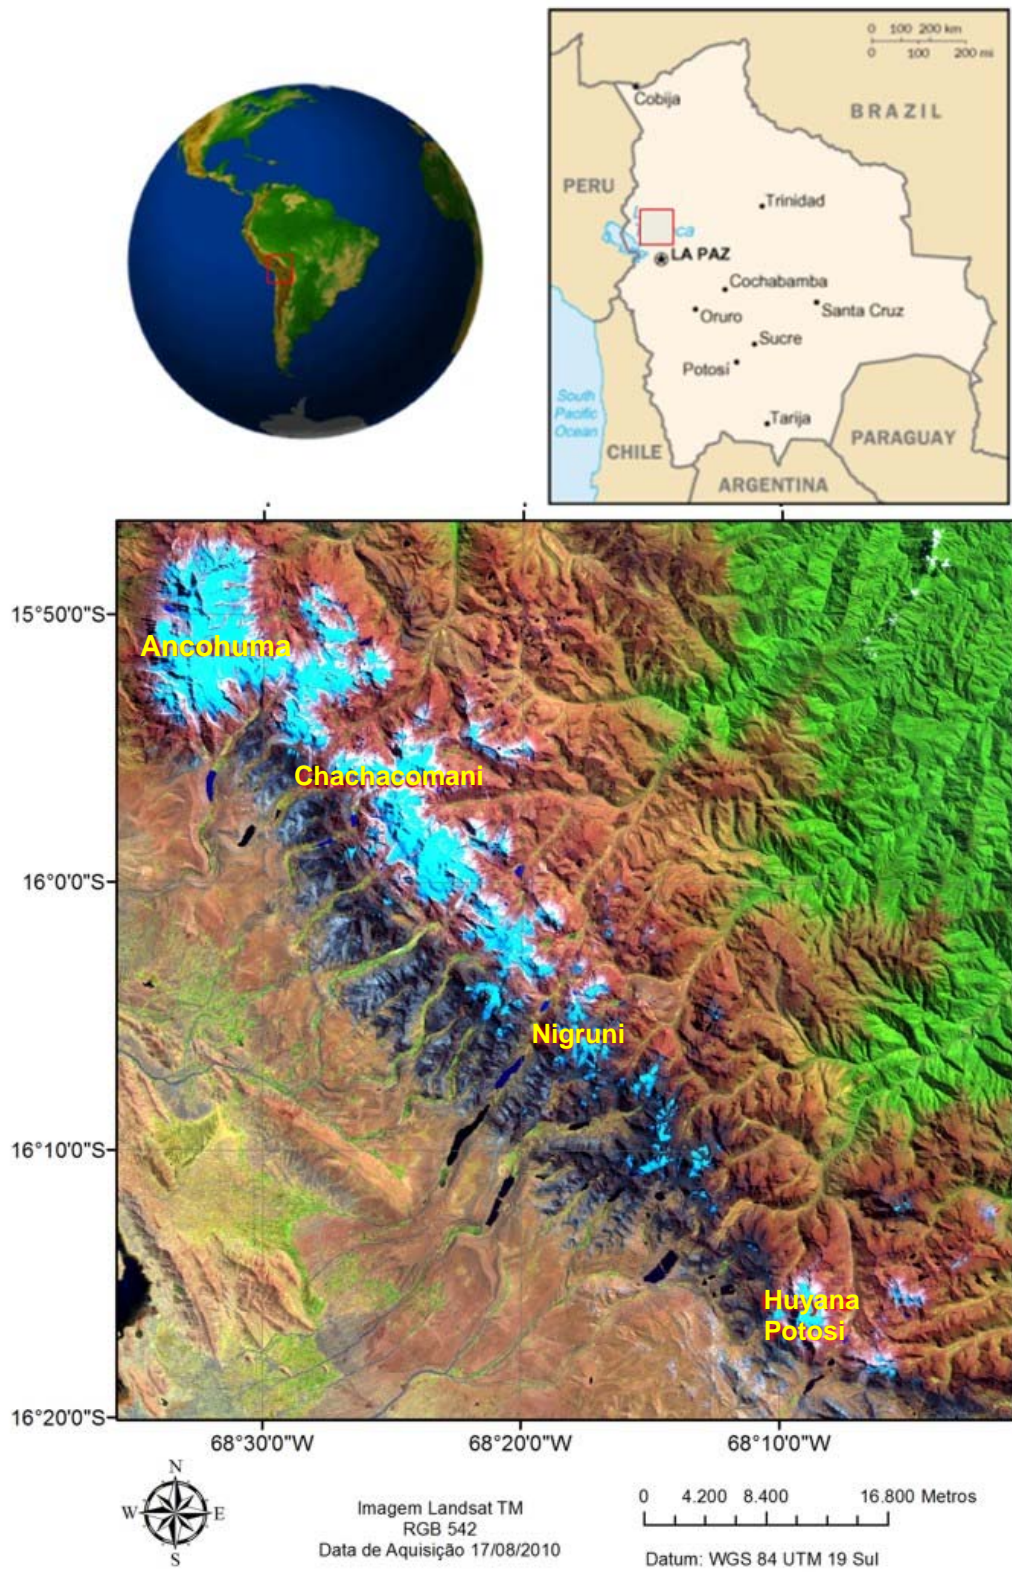 0 100 200 km
0 100 200 mi
Cobija
BRAZIL
PERU
Trinidad
ca
LA PAZ
Cochabamba
Oruro
Santa Cruz
Sucre
Potosi
South
Pacific
Ocean
Tarija
CHILE
PARAGUAY
ARGENTINA
15°50'0"S
Ancohuma
Chachacomani
16°0'0"S
Nigruni
16°10'0"S
Huyana
Potosi
16°20'0"S
68°30'0"W 68°20'0"W 68°10'0"W
N
W E
S
Imagem Landsat TM
RGB 542
Data de Aquisição 17/08/2010
0 4.200 8.400 16.800 Metros
Datum: WGS 84 UTM 19 Sul